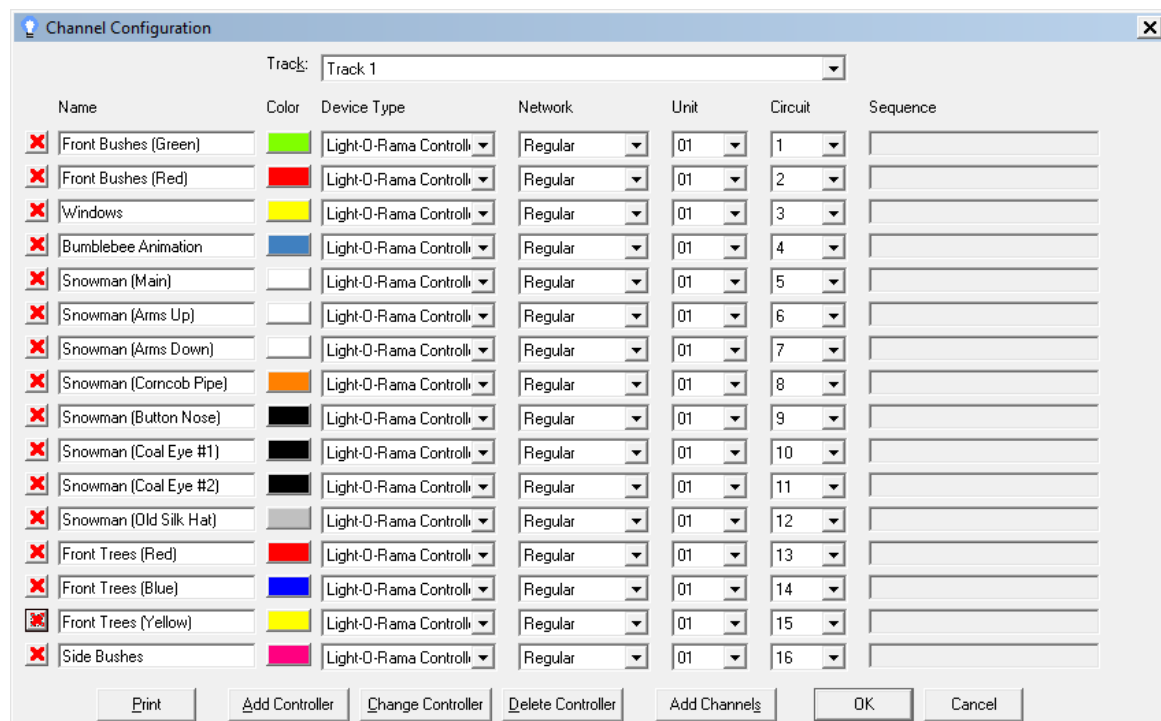 Channel Configuration
Track: Track 1
Name Color Device Type Network Unit Circuit Sequence
Front Bushes (Green) Light-O-Rama Controll Regular 01 1
Front Bushes (Red) Light-O-Rama Controll Regular 01 2
Windows Light-O-Rama Controll Regular 01 3
Bumblebee Animation Light-O-Rama Controll Regular 01 4
Snowman (Main) Light-O-Rama Controll Regular 01 5
Snowman (Arms Up) Light-O-Rama Controll Regular 01 6
Snowman (Arms Down) Light-O-Rama Controll Regular 01 7
Snowman (Corncob Pipe) Light-O-Rama Controll Regular 01 8
Snowman (Button Nose) Light-O-Rama Controll Regular 01 9
Snowman (Coal Eye #1) Light-O-Rama Controll Regular 01 10
Snowman (Coal Eye #2) Light-O-Rama Controll Regular 01 11
Snowman (Old Silk Hat) Light-O-Rama Controll Regular 01 12
Front Trees (Red) Light-O-Rama Controll Regular 01 13
Front Trees (Blue) Light-O-Rama Controll Regular 01 14
Front Trees (Yellow) Light-O-Rama Controll Regular 01 15
Side Bushes Light-O-Rama Controll Regular 01 16
Print Add Controller Change Controller Delete Controller Add Channels OK Cancel